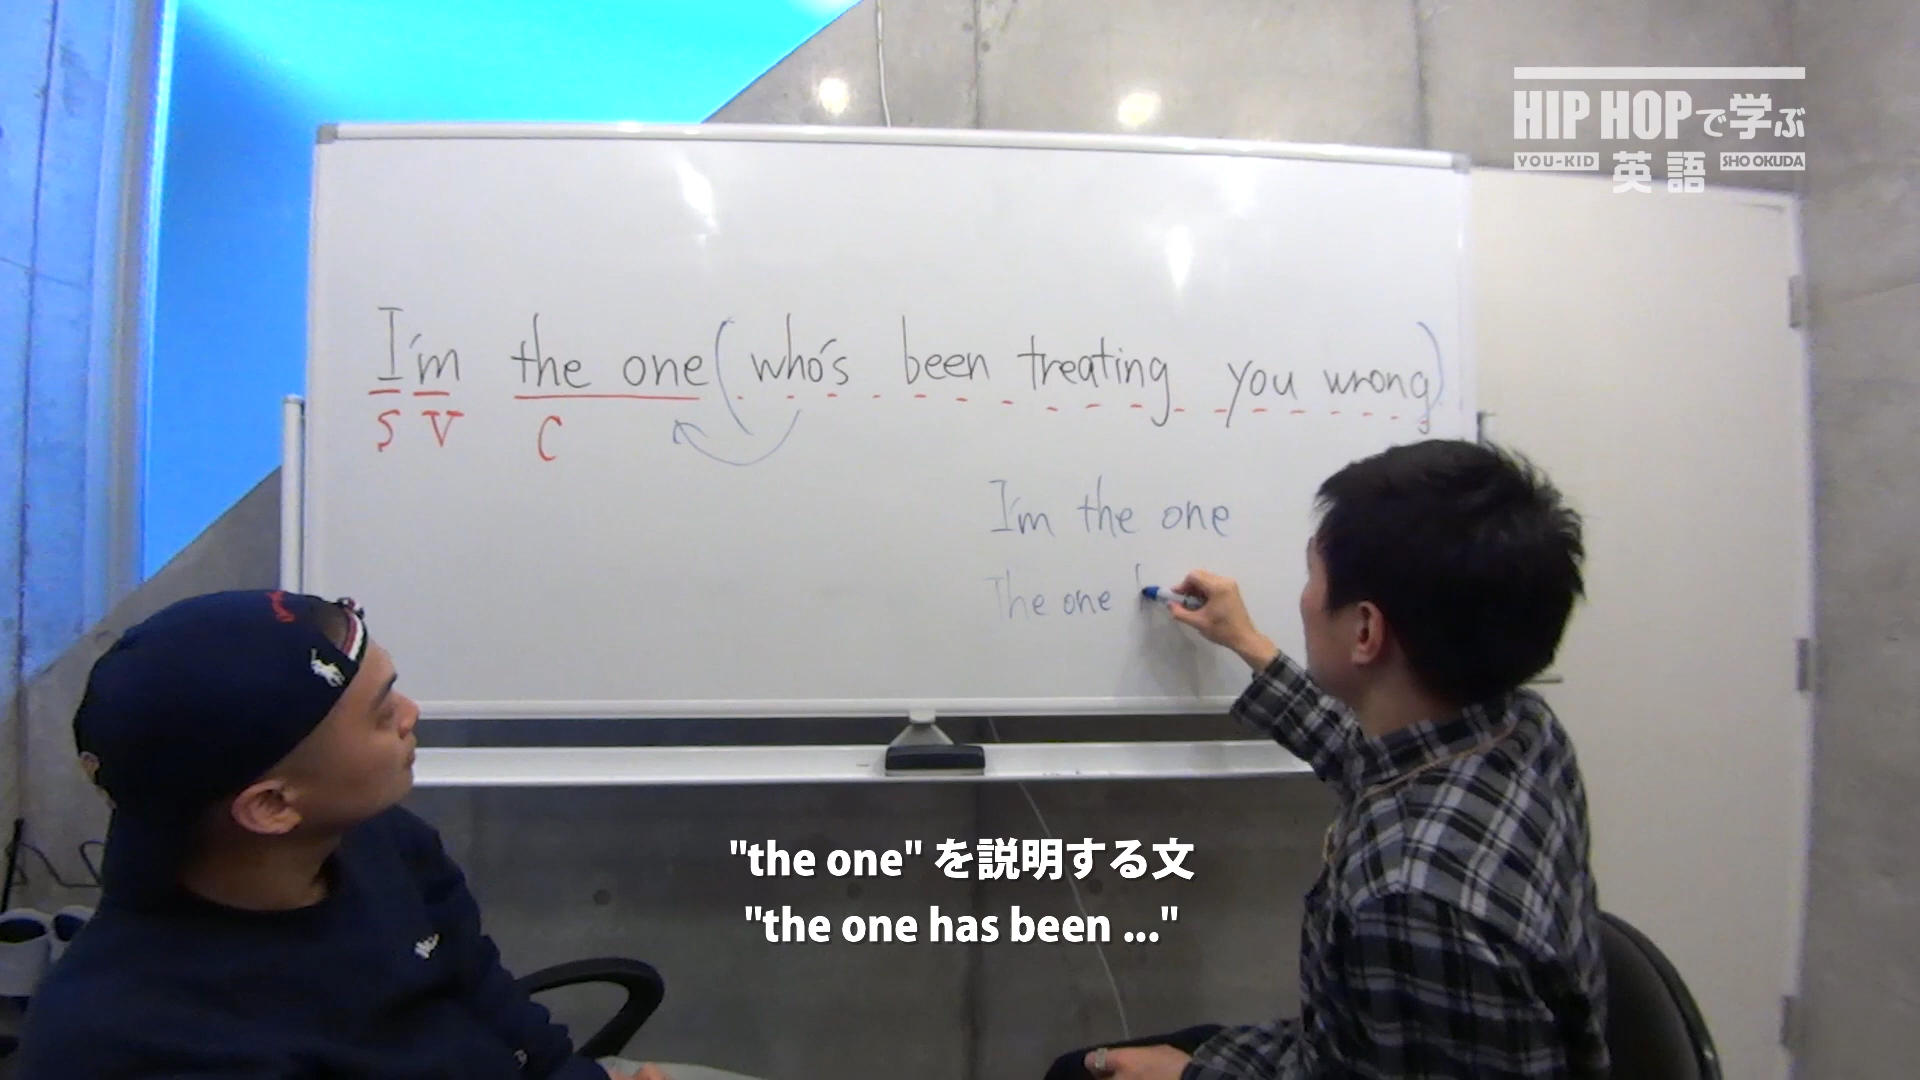 HIP HOPで学ぶ
YOU-KID 英語 SHO OKUDA
I'm the one (who's been treating you wrong)
S V C
I'm the one
The one
"the one" を説明する文
"the one has been ..."